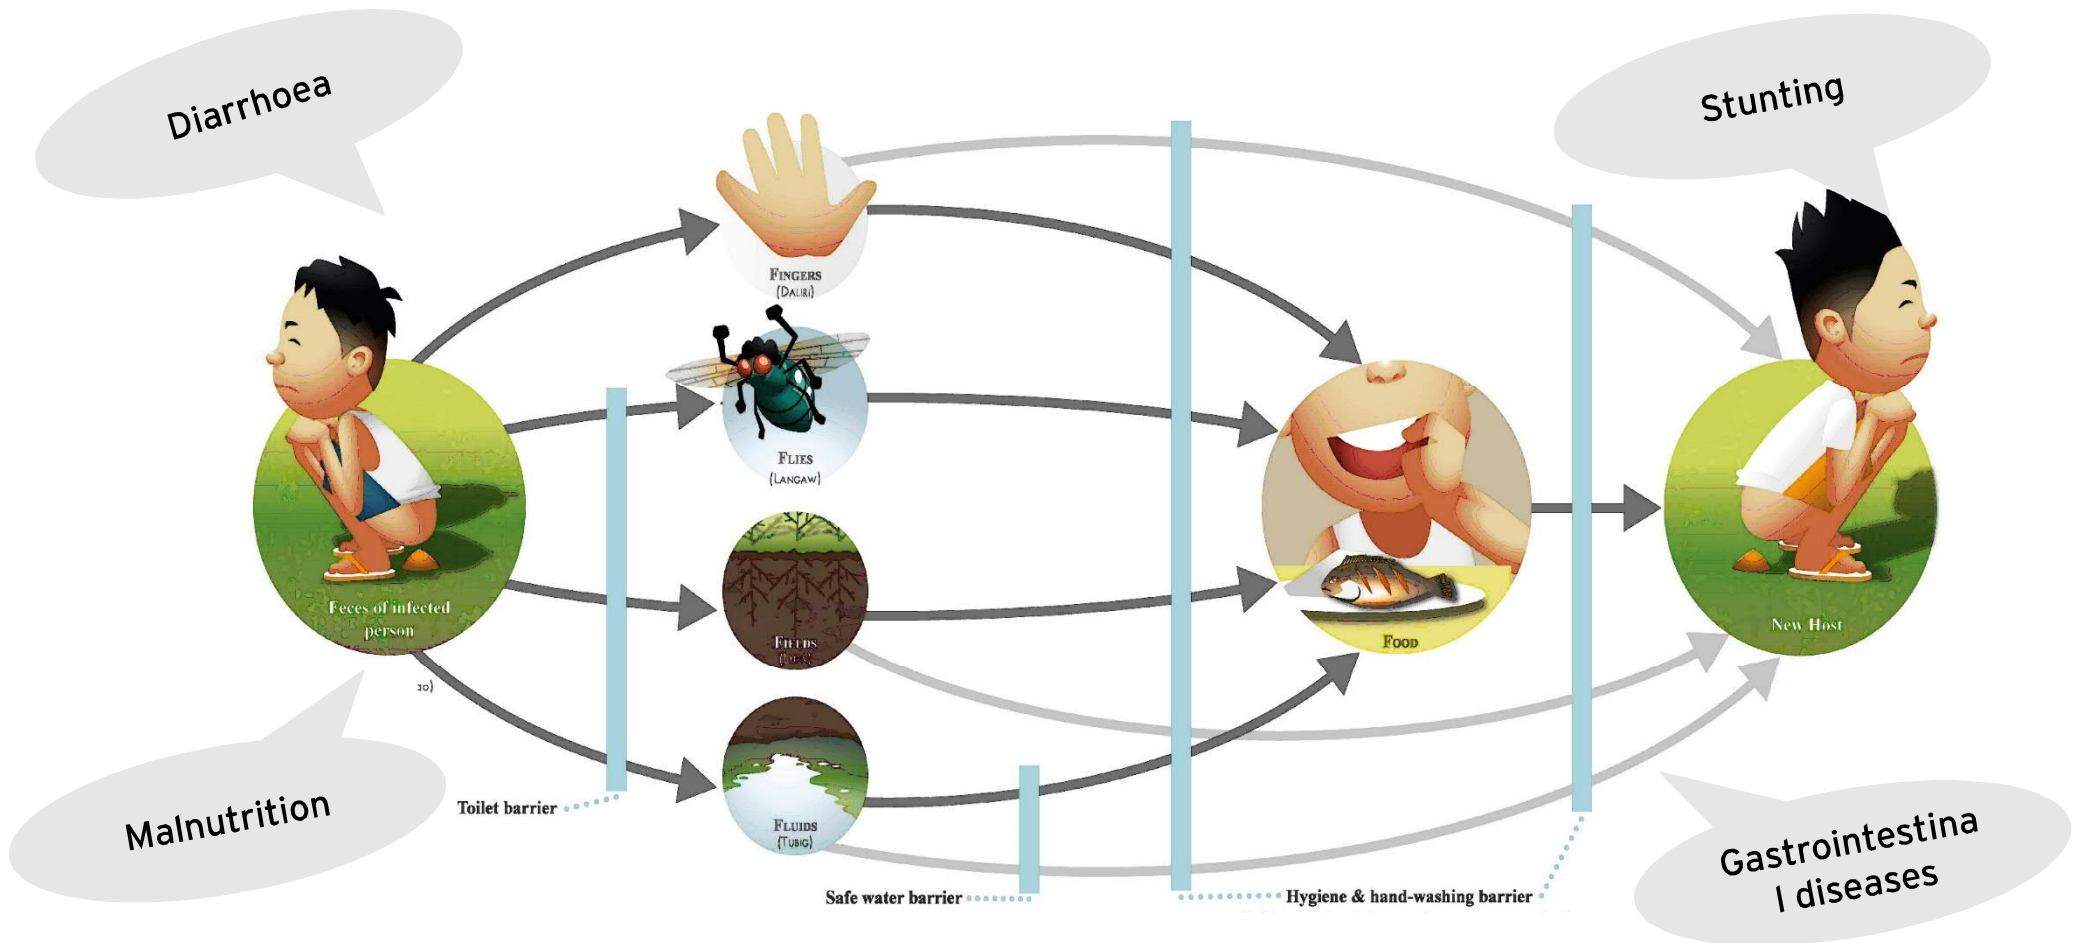 Diarrhoea
Stunting
FINGERS
(DALIRI)
FLIES
(LANGAW)
Feces of infected
person
FIELDS
FOOD
New Host
Malnutrition
Toilet barrier
FLUIDS
(TUBIG)
Safe water barrier
Hygiene & hand-washing barrier
Gastrointestina
l diseases